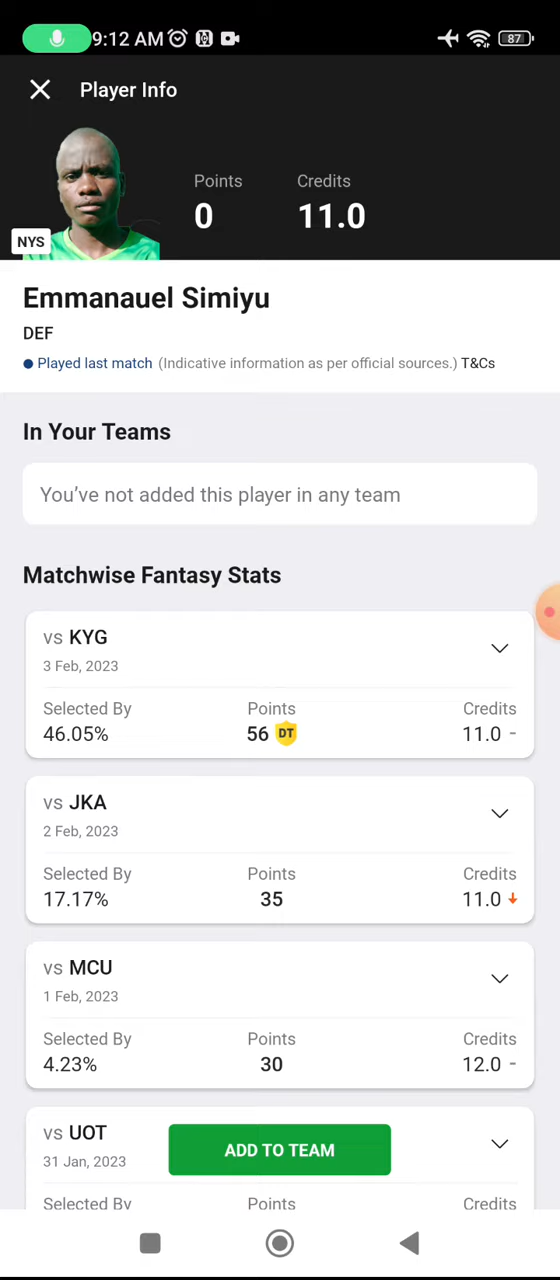 9:12 AM 87
Player Info
Points Credits
0 11.0
NYS
Emmanauel Simiyu
DEF
Played last match (Indicative information as per official sources.) T&Cs
In Your Teams
You’ve not added this player in any team
Matchwise Fantasy Stats
vs KYG
3 Feb, 2023
Selected By Points Credits
46.05% 56 DT 11.0 -
vs JKA
2 Feb, 2023
Selected By Points Credits
17.17% 35 11.0
vs MCU
1 Feb, 2023
Selected By Points Credits
4.23% 30 12.0 -
vs UOT
31 Jan, 2023
ADD TO TEAM
Selected By Points Credits